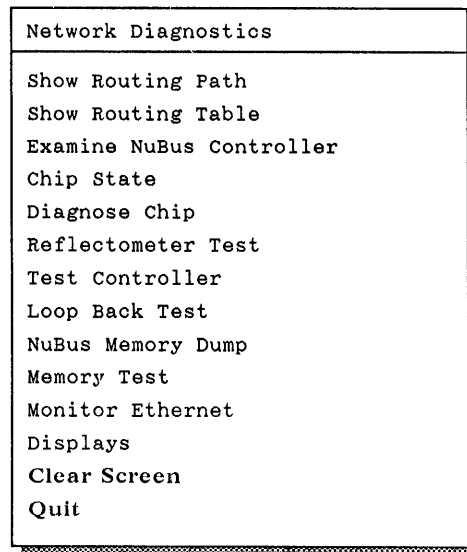 Network Diagnostics
Show Routing Path
Show Routing Table
Examine NuBus Controller
Chip State
Diagnose Chip
Reflectometer Test
Test Controller
Loop Back Test
NuBus Memory Dump
Memory Test
Monitor Ethernet
Displays
Clear Screen
Quit